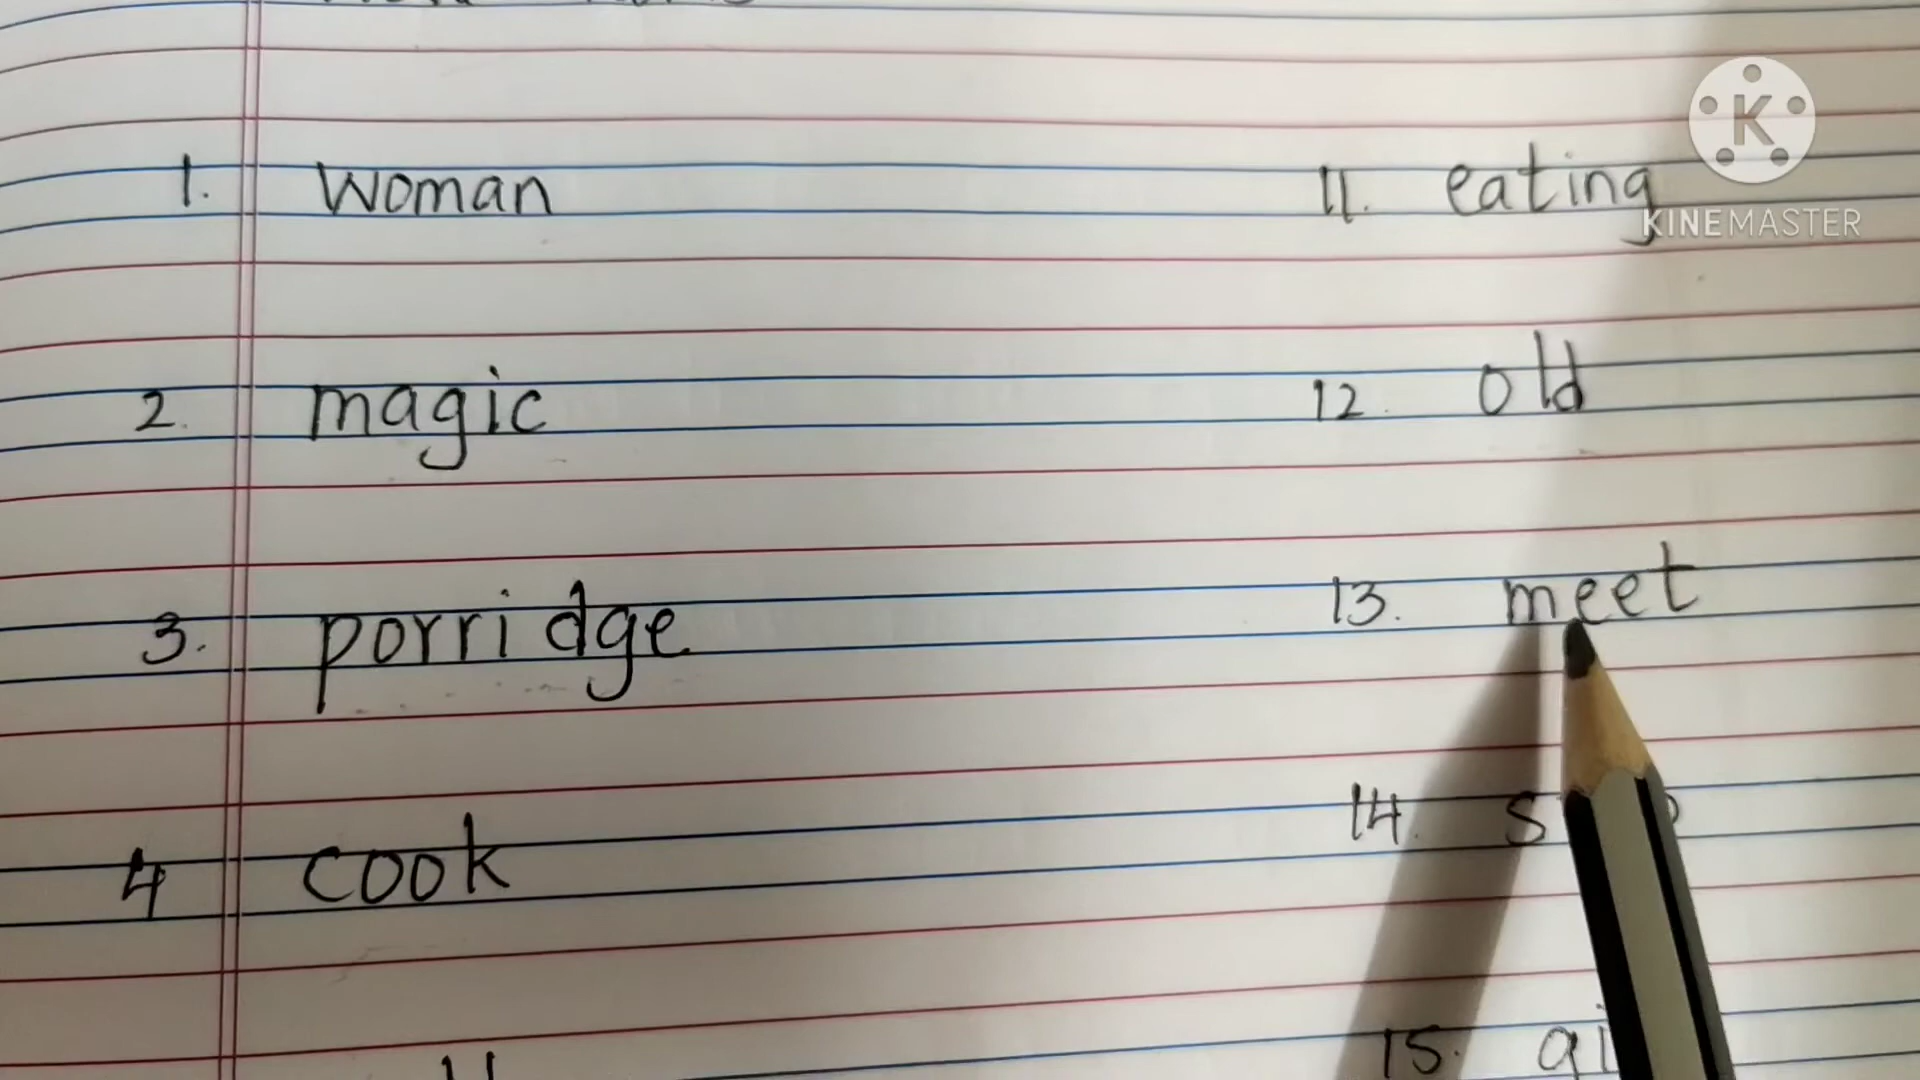 1. woman
2. magic
3. porridge
4 cook
11. eating
12. old
13. meet
14.
15.
K
KINEMASTER